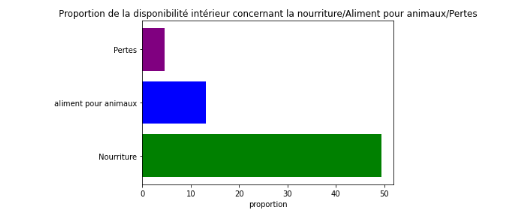 Proportion de la disponibilité intérieur concernant la nourriture/Aliment pour animaux/Pertes
Pertes
aliment pour animaux
Nourriture
0 10 20 30 40 50
proportion